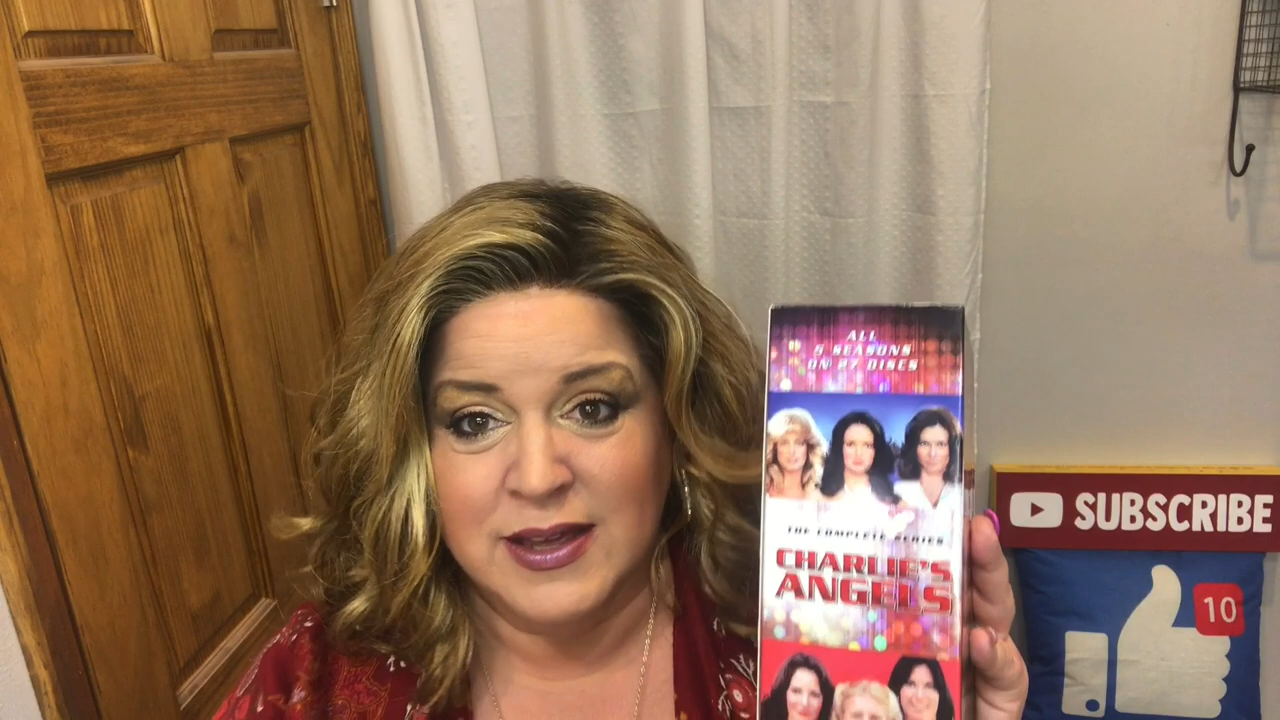 ALL
5 SEASONS
ON 27 DISCS
THE COMPLETE SERIES
CHARLIE'S
ANGELS
SUBSCRIBE
10